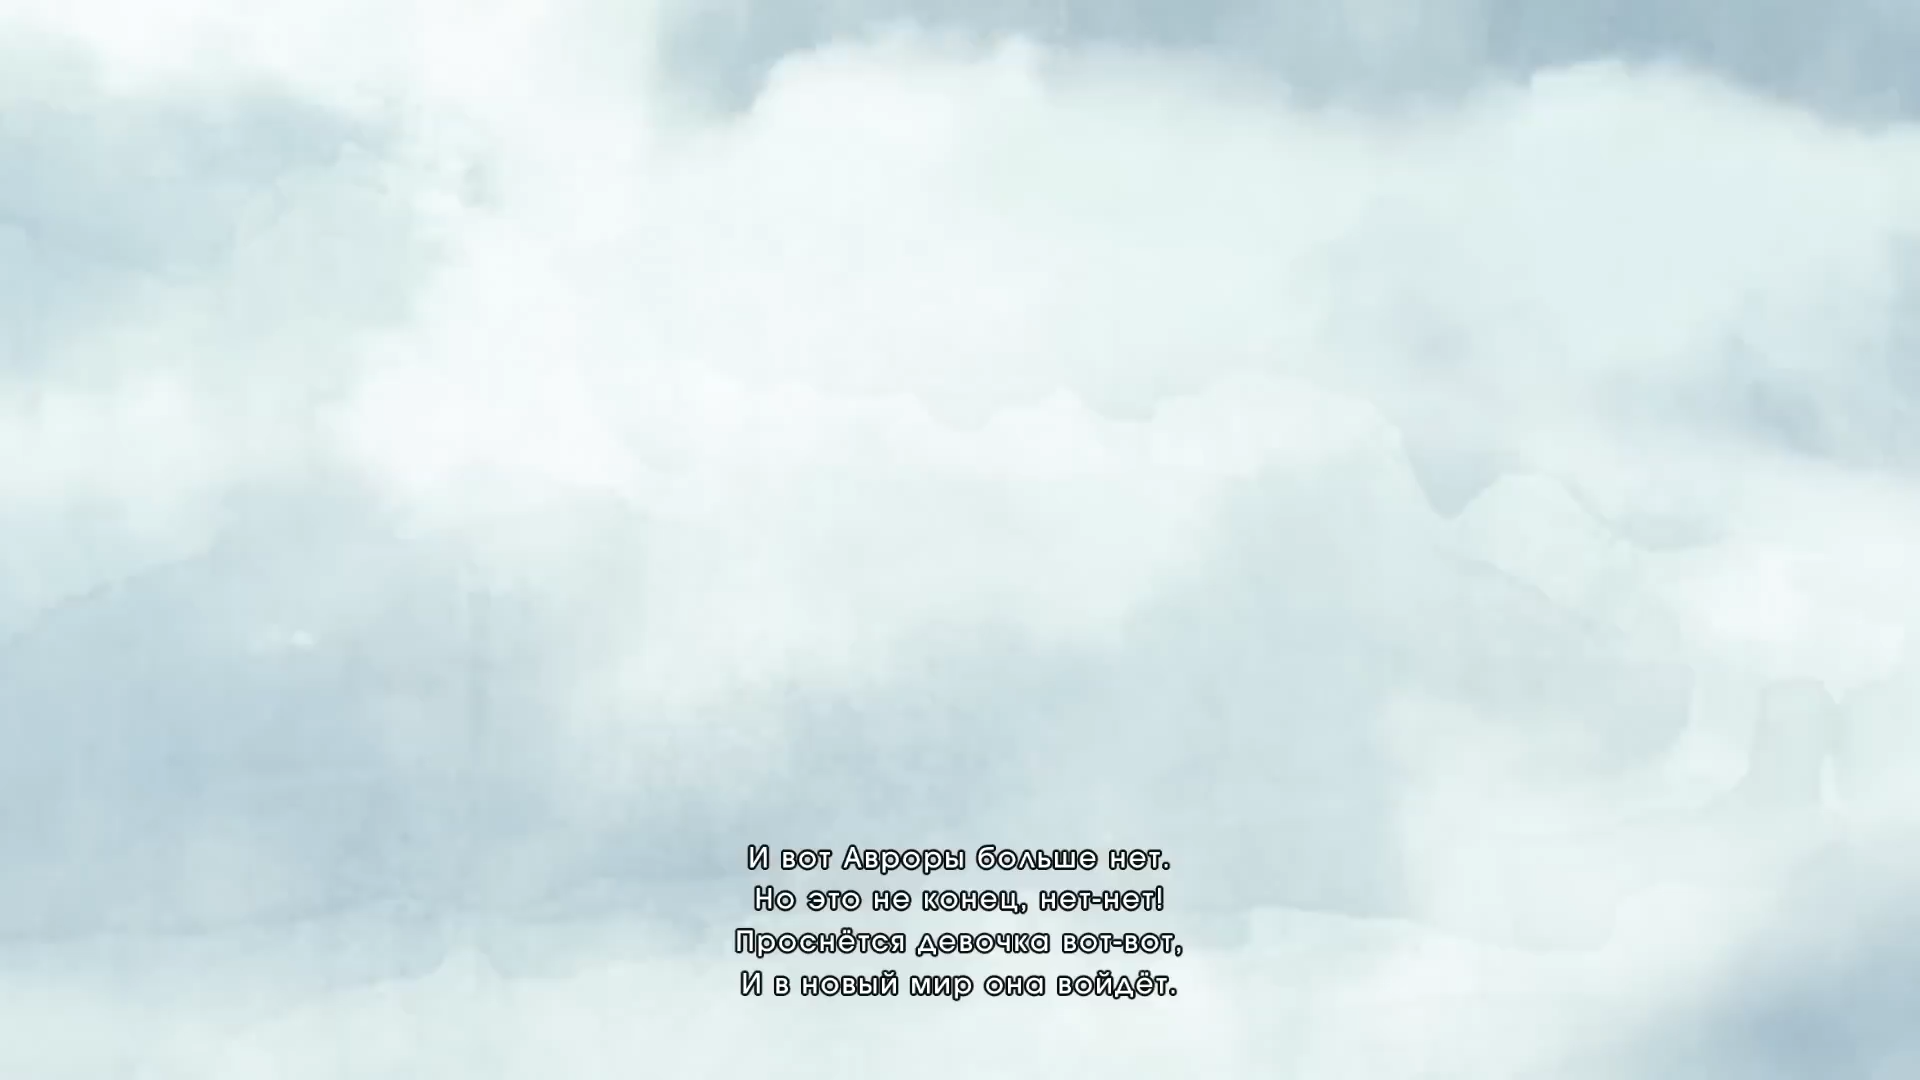 И вот Авроры больше нет.
Но это не конец, нет-нет!
Проснётся девочка вот-вот,
И в новый мир она войдёт.